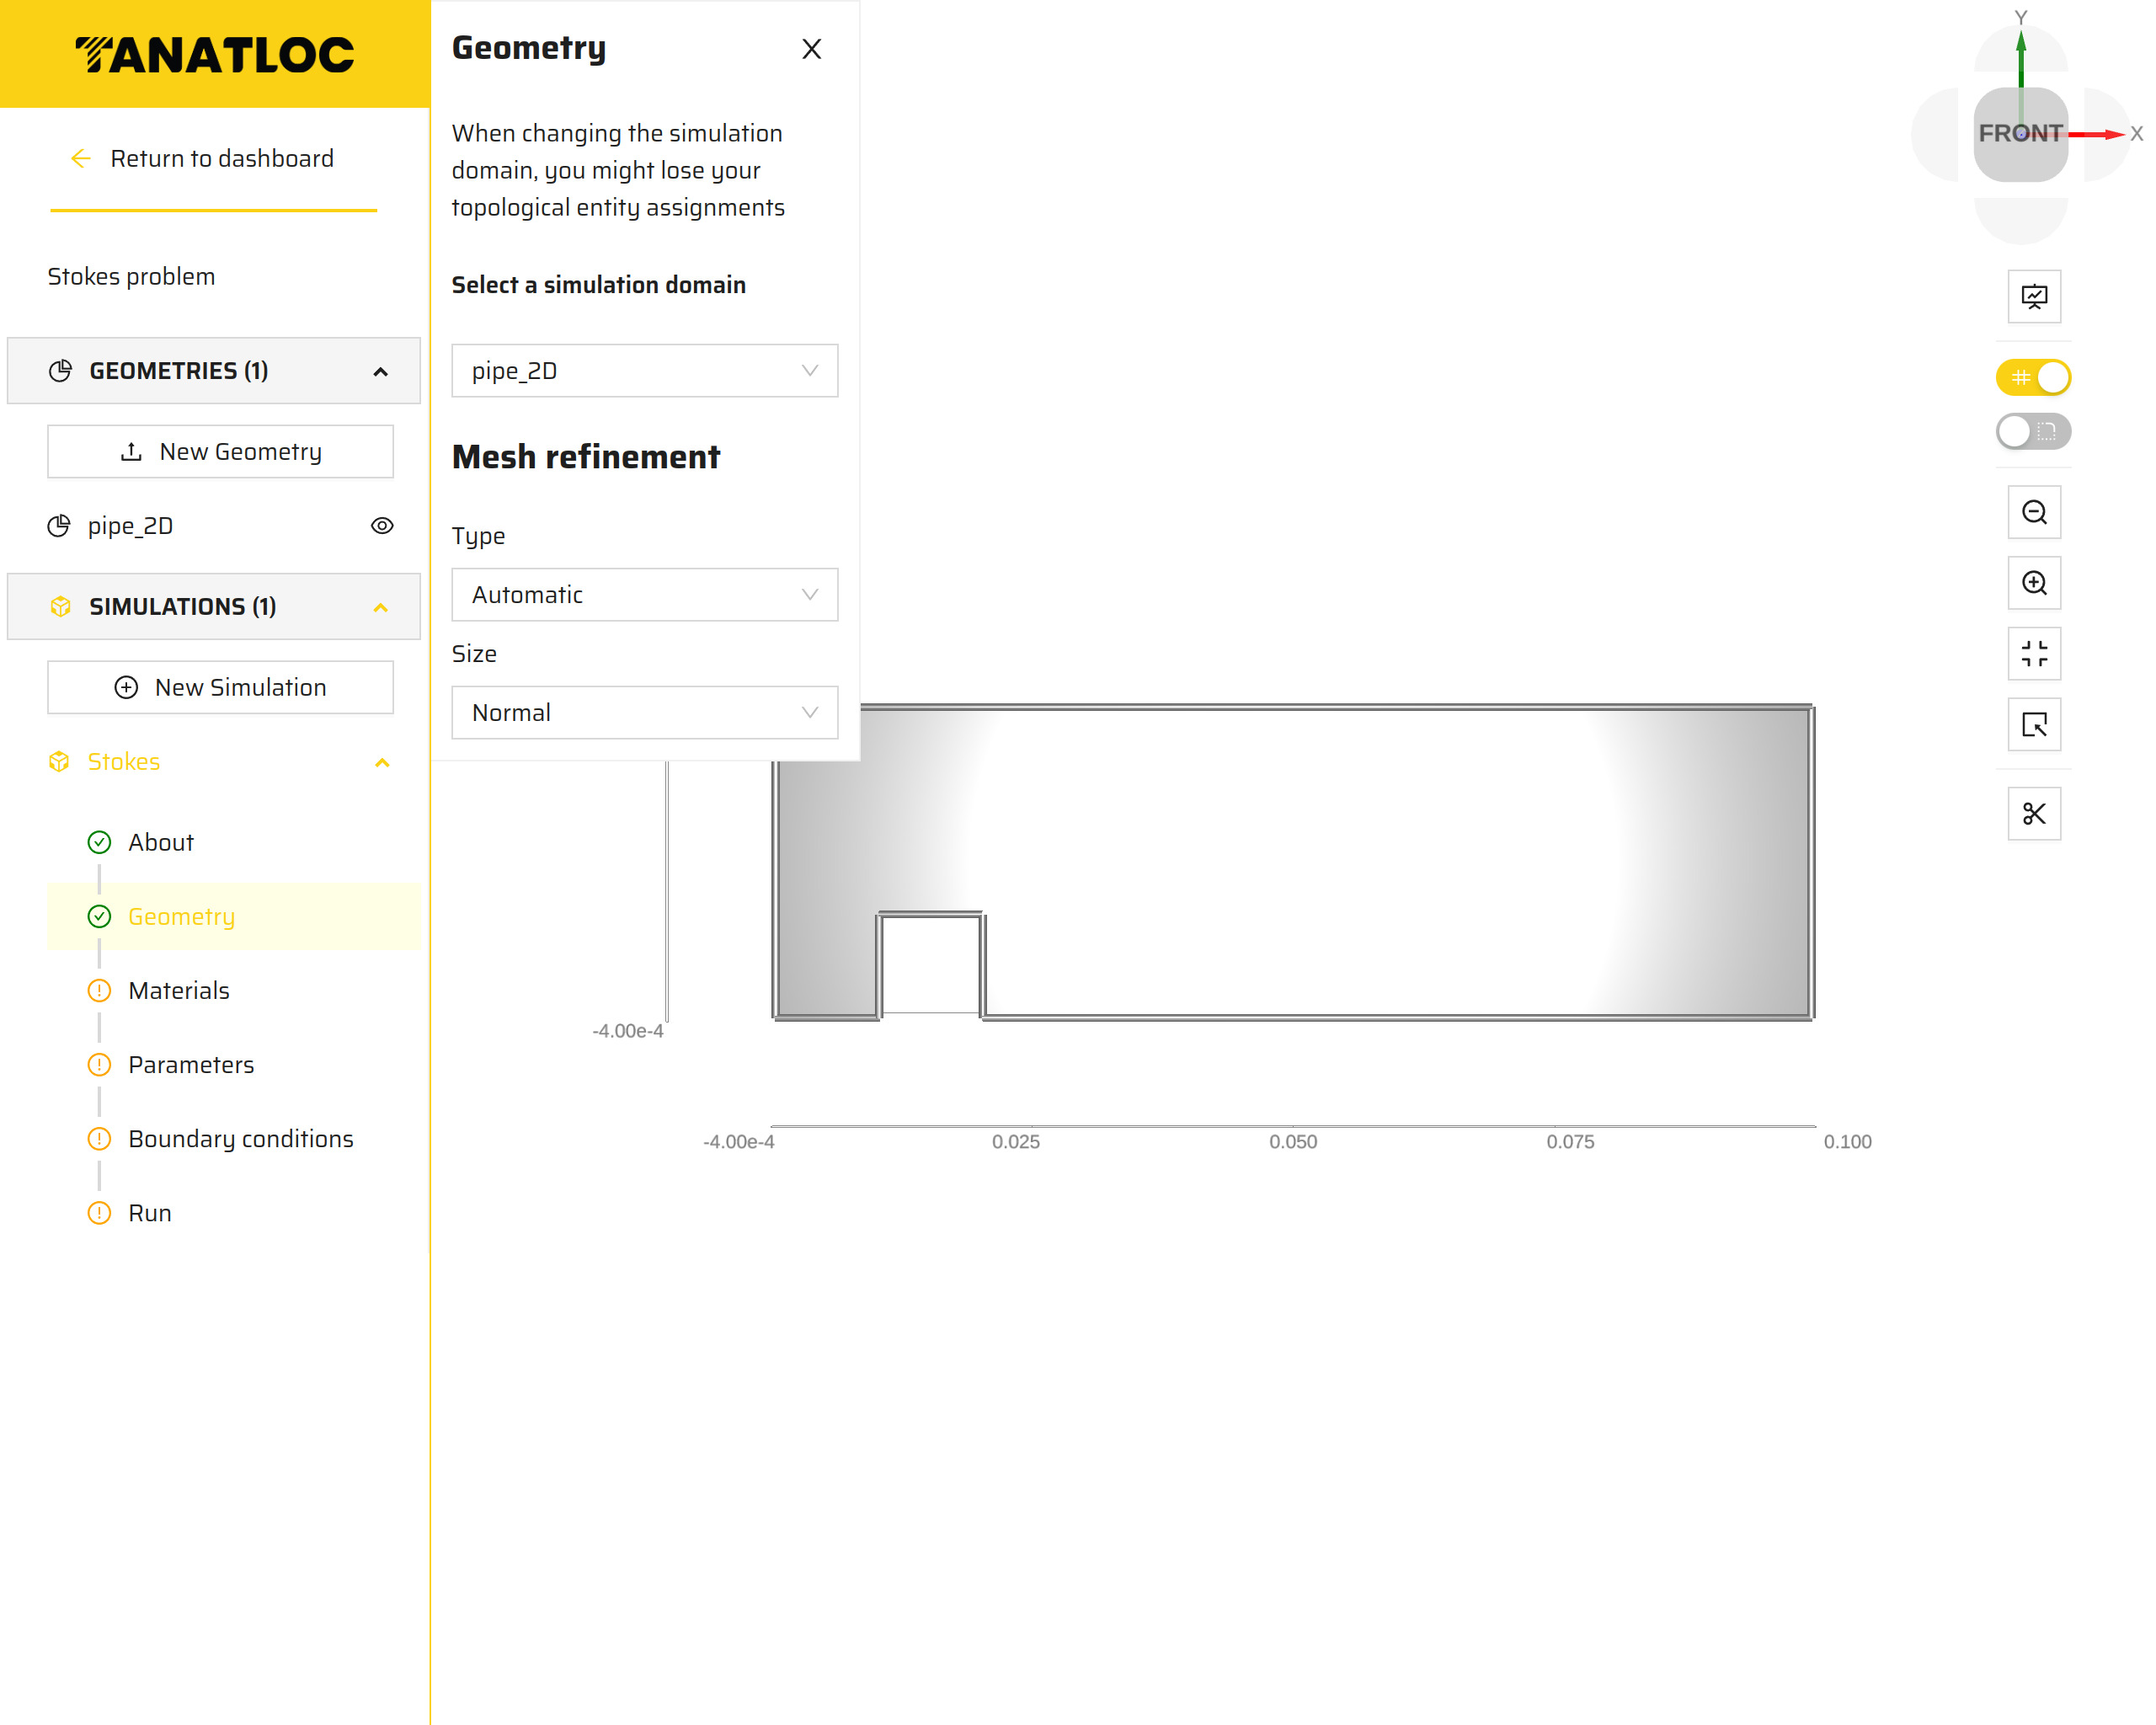 TANATLOC
Return to dashboard
Stokes problem
GEOMETRIES (1)
New Geometry
pipe_2D
SIMULATIONS (1)
New Simulation
Stokes
About
Geometry
Materials
Parameters
Boundary conditions
Run
Geometry
When changing the simulation
domain, you might lose your
topological entity assignments
Select a simulation domain
pipe_2D
Mesh refinement
Type
Automatic
Size
Normal
-4.00e-4
-4.00e-4 0.025 0.050 0.075 0.100
Y
FRONT X